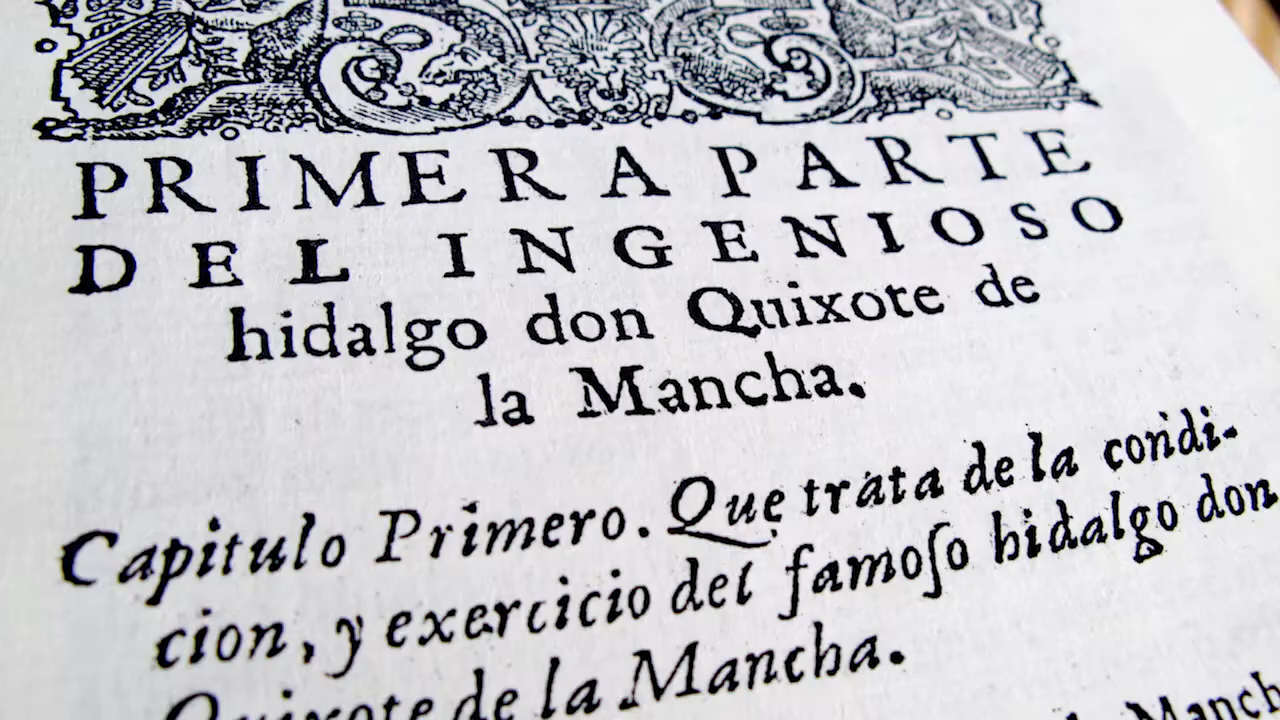 PRIMERA PARTE
DEL INGENIOSO
hidalgo don Quixote de
la Mancha.
Capitulo Primero. Que trata de la condi-
cion, y exercicio del famoſo hidalgo don
Quixote de la Mancha.
Manch